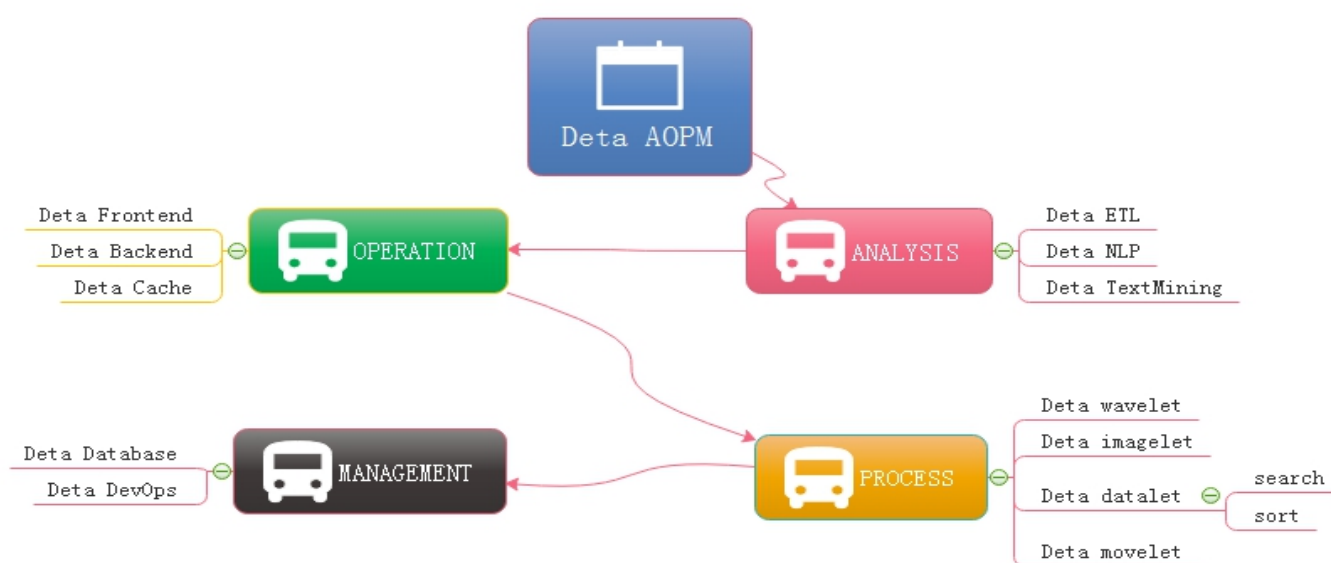 Deta AOPM
Deta Frontend
Deta Backend
Deta Cache
OPERATION
ANALYSIS
Deta ETL
Deta NLP
Deta TextMining
Deta Database
Deta DevOps
MANAGEMENT
PROCESS
Deta wavelet
Deta imagelet
Deta datalet
search
sort
Deta movelet